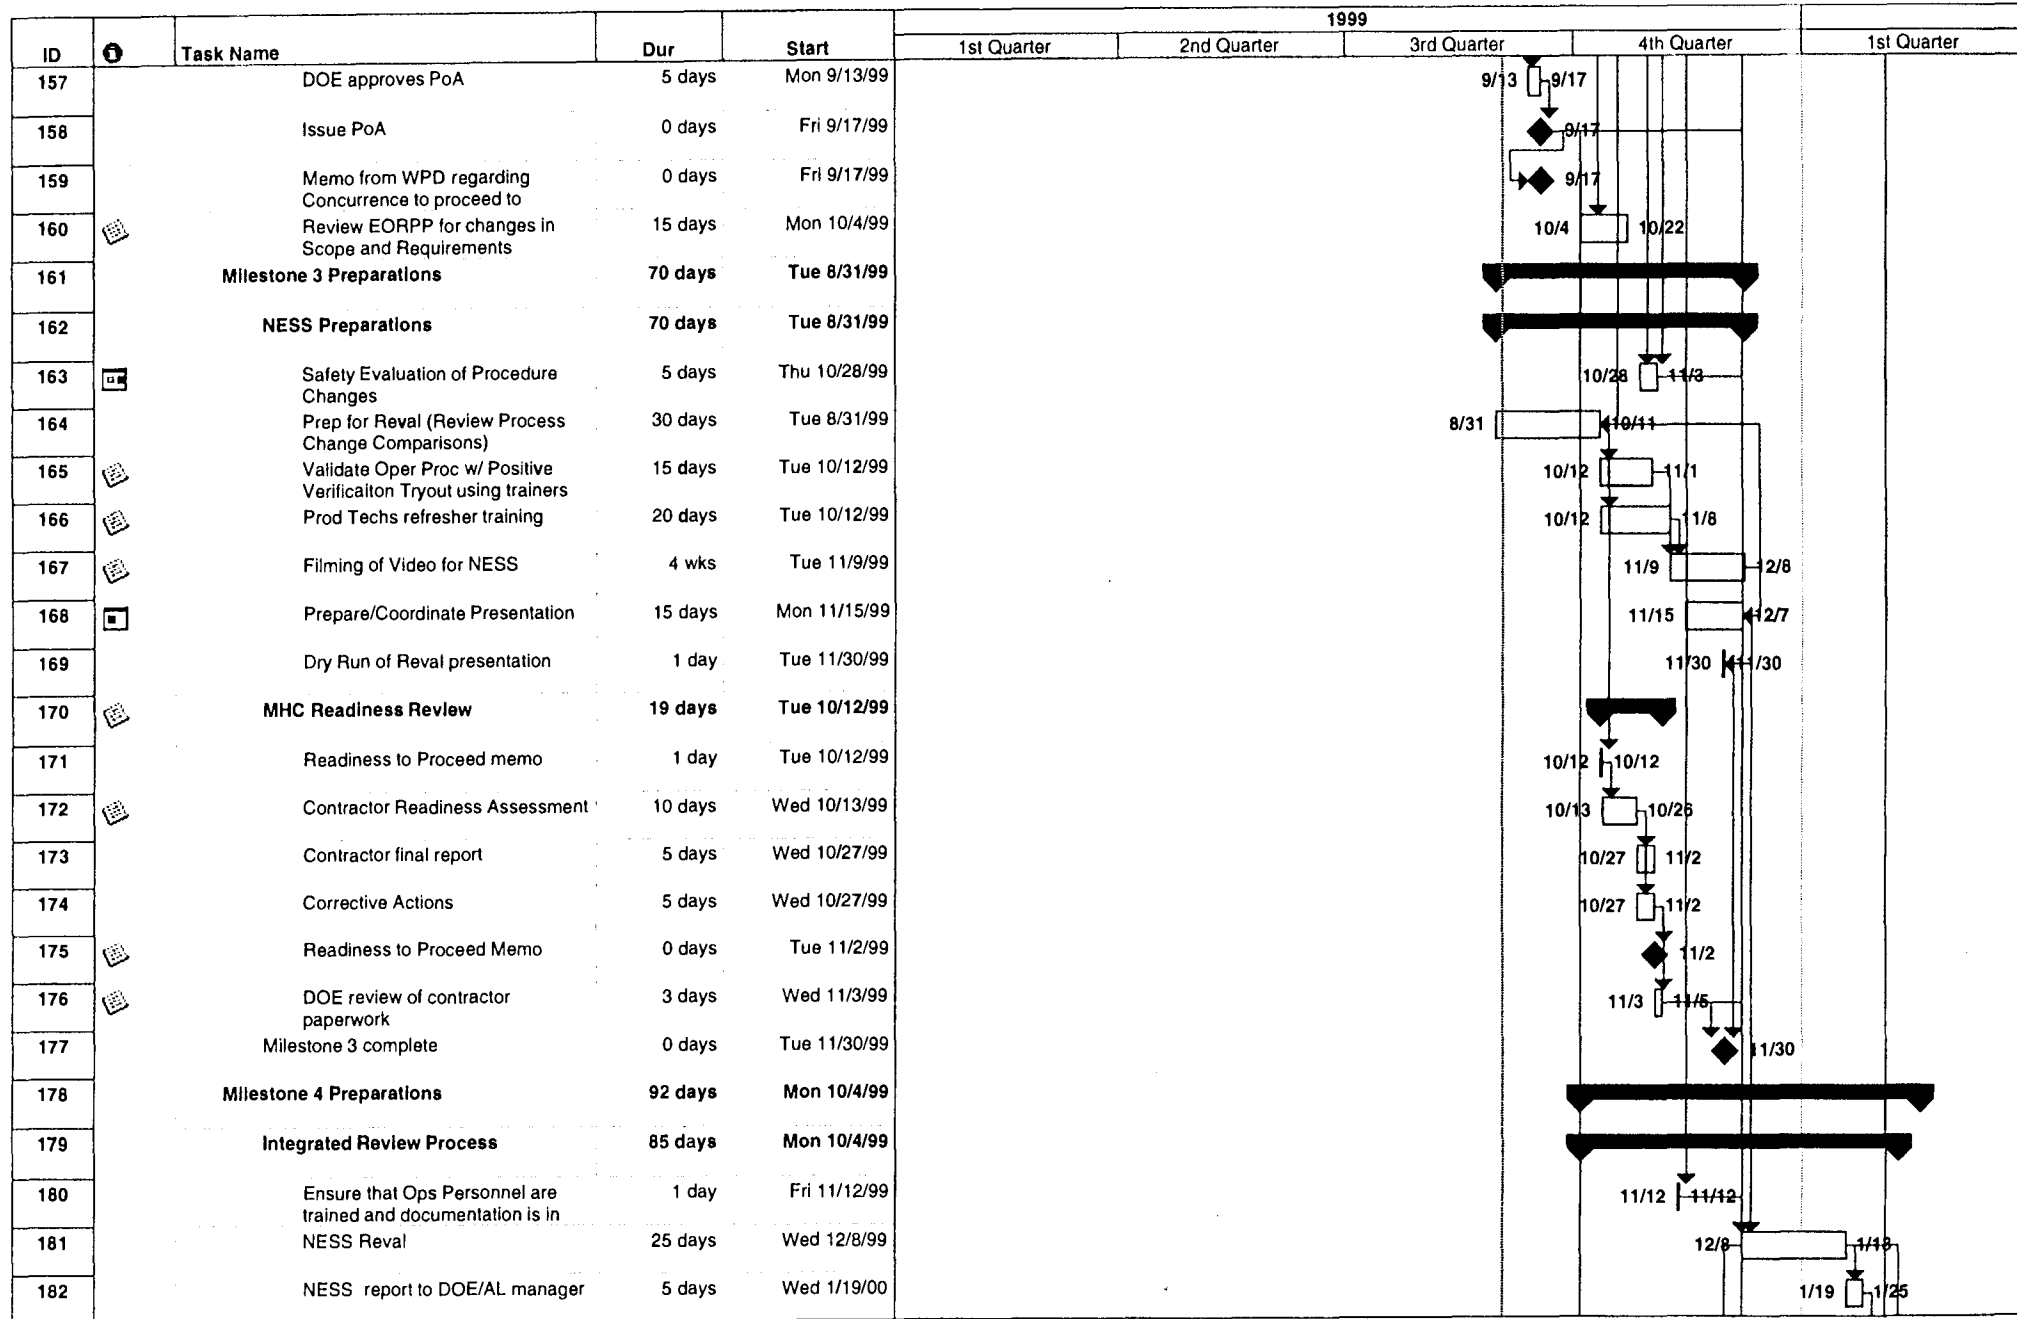 1999
ID Task Name Dur Start 1st Quarter 2nd Quarter 3rd Quarter 4th Quarter 1st Quarter
157 DOE approves PoA 5 days Mon 9/13/99 9/13 9/17
158 Issue PoA 0 days Fri 9/17/99 9/17
159 Memo from WPD regarding 0 days Fri 9/17/99 9/17
Concurrence to proceed to
160 Review EORPP for changes in 15 days Mon 10/4/99 10/4 10/22
Scope and Requirements
161 Milestone 3 Preparations 70 days Tue 8/31/99
162 NESS Preparations 70 days Tue 8/31/99
163 Safety Evaluation of Procedure 5 days Thu 10/28/99 10/28 11/3
Changes
164 Prep for Reval (Review Process 30 days Tue 8/31/99 8/31 10/11
Change Comparisons)
165 Validate Oper Proc w/ Positive 15 days Tue 10/12/99 10/12 11/1
Verificaiton Tryout using trainers
166 Prod Techs refresher training 20 days Tue 10/12/99 10/12 11/8
167 Filming of Video for NESS 4 wks Tue 11/9/99 11/9 12/8
168 Prepare/Coordinate Presentation 15 days Mon 11/15/99 11/15 12/7
169 Dry Run of Reval presentation 1 day Tue 11/30/99 11/30 11/30
170 MHC Readiness Review 19 days Tue 10/12/99
171 Readiness to Proceed memo 1 day Tue 10/12/99 10/12 10/12
172 Contractor Readiness Assessment 10 days Wed 10/13/99 10/13 10/26
173 Contractor final report 5 days Wed 10/27/99 10/27 11/2
174 Corrective Actions 5 days Wed 10/27/99 10/27 11/2
175 Readiness to Proceed Memo 0 days Tue 11/2/99 11/2
176 DOE review of contractor 3 days Wed 11/3/99 11/3 11/5
paperwork
177 Milestone 3 complete 0 days Tue 11/30/99 11/30
178 Milestone 4 Preparations 92 days Mon 10/4/99
179 Integrated Review Process 85 days Mon 10/4/99
180 Ensure that Ops Personnel are 1 day Fri 11/12/99 11/12 11/12
trained and documentation is in
181 NESS Reval 25 days Wed 12/8/99 12/8 1/18
182 NESS report to DOE/AL manager 5 days Wed 1/19/00 1/19 1/25